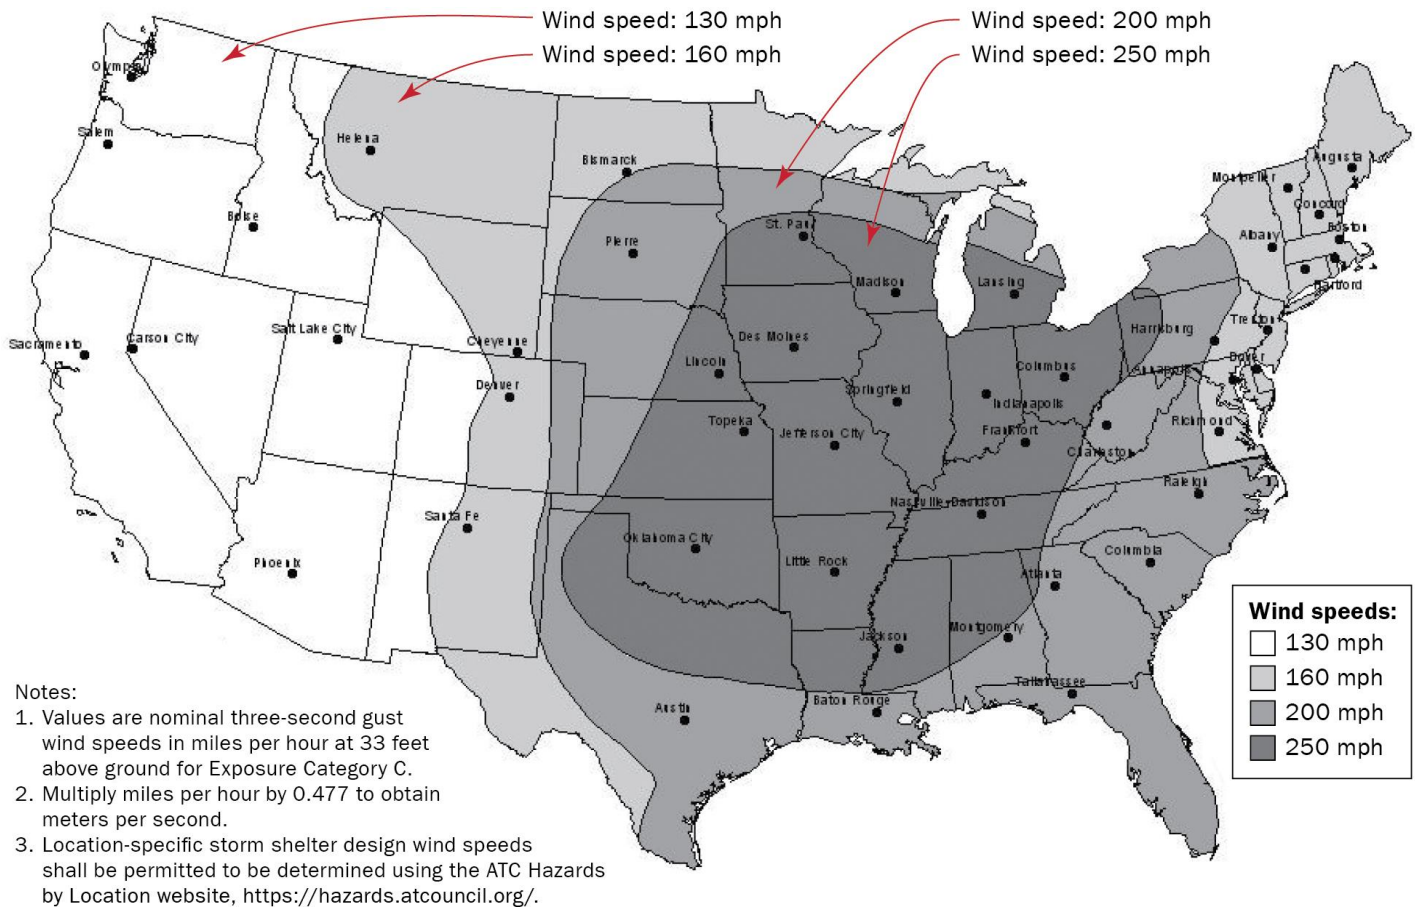 Wind speed: 130 mph
Wind speed: 160 mph
Wind speed: 200 mph
Wind speed: 250 mph
Olympia
Salem
Helena
Bismarck
Boise
Pierre
St. Paul
Madison
Lansing
Montpelier
Augusta
Concord
Albany
Boston
Hartford
Sacramento
Carson City
Salt Lake City
Cheyenne
Denver
Lincoln
Des Moines
Springfield
Indianapolis
Columbus
Harrisburg
Trenton
Dover
Annapolis
Topeka
Jefferson City
Frankfort
Charleston
Richmond
Raleigh
Santa Fe
Phoenix
Oklahoma City
Little Rock
Nashville-Davidson
Columbia
Atlanta
Jackson
Montgomery
Austin
Baton Rouge
Tallahassee
Wind speeds:
130 mph
160 mph
200 mph
250 mph
Notes:
1. Values are nominal three-second gust
wind speeds in miles per hour at 33 feet
above ground for Exposure Category C.
2. Multiply miles per hour by 0.477 to obtain
meters per second.
3. Location-specific storm shelter design wind speeds
shall be permitted to be determined using the ATC Hazards
by Location website, https://hazards.atcouncil.org/.